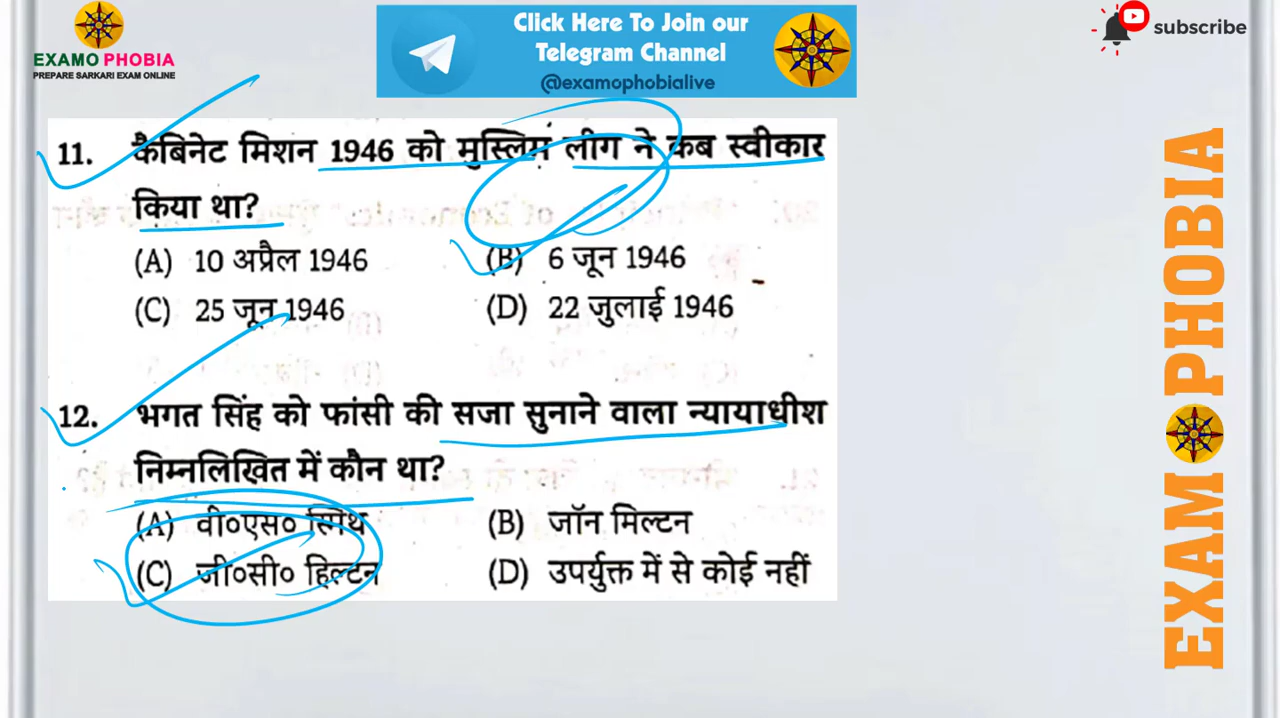 EXAMO PHOBIA
PREPARE SARKARI EXAM ONLINE
Click Here To Join our
Telegram Channel
@examophobialive
subscribe
11. कैबिनेट मिशन 1946 को मुस्लिम लीग ने कब स्वीकार
किया था?
(A) 10 अप्रैल 1946 (B) 6 जून 1946
(C) 25 जून 1946 (D) 22 जुलाई 1946
12. भगत सिंह को फांसी की सजा सुनाने वाला न्यायाधीश
निम्नलिखित में कौन था?
(A) वी०एस० स्मिथ (B) जॉन मिल्टन
(C) जी०सी० हिल्टन (D) उपर्युक्त में से कोई नहीं
EXAM PHOBIA